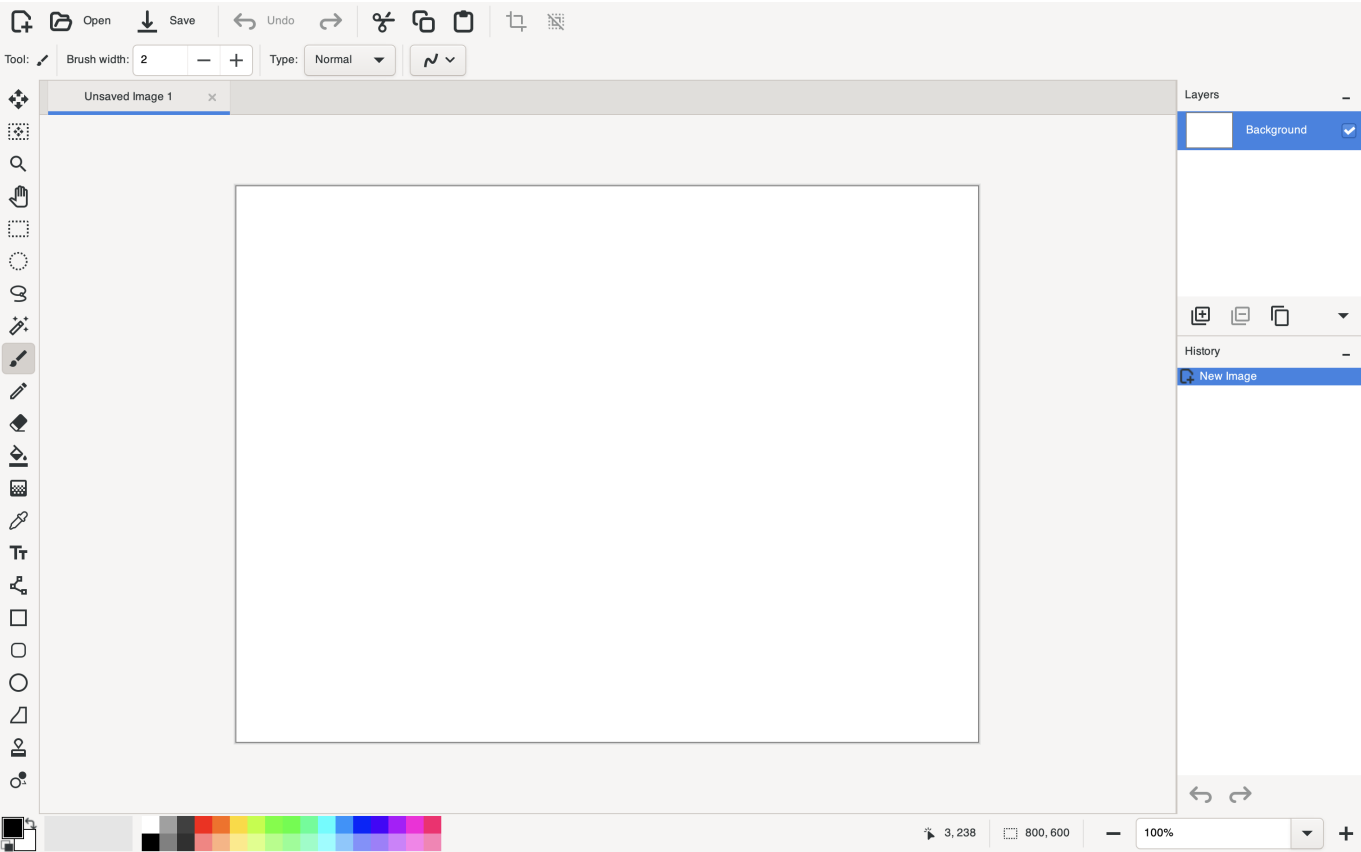 Open Save Undo
Tool: Brush width: 2 Type: Normal
Unsaved Image 1
Layers
Background
History
New Image
3, 238 800, 600 100%